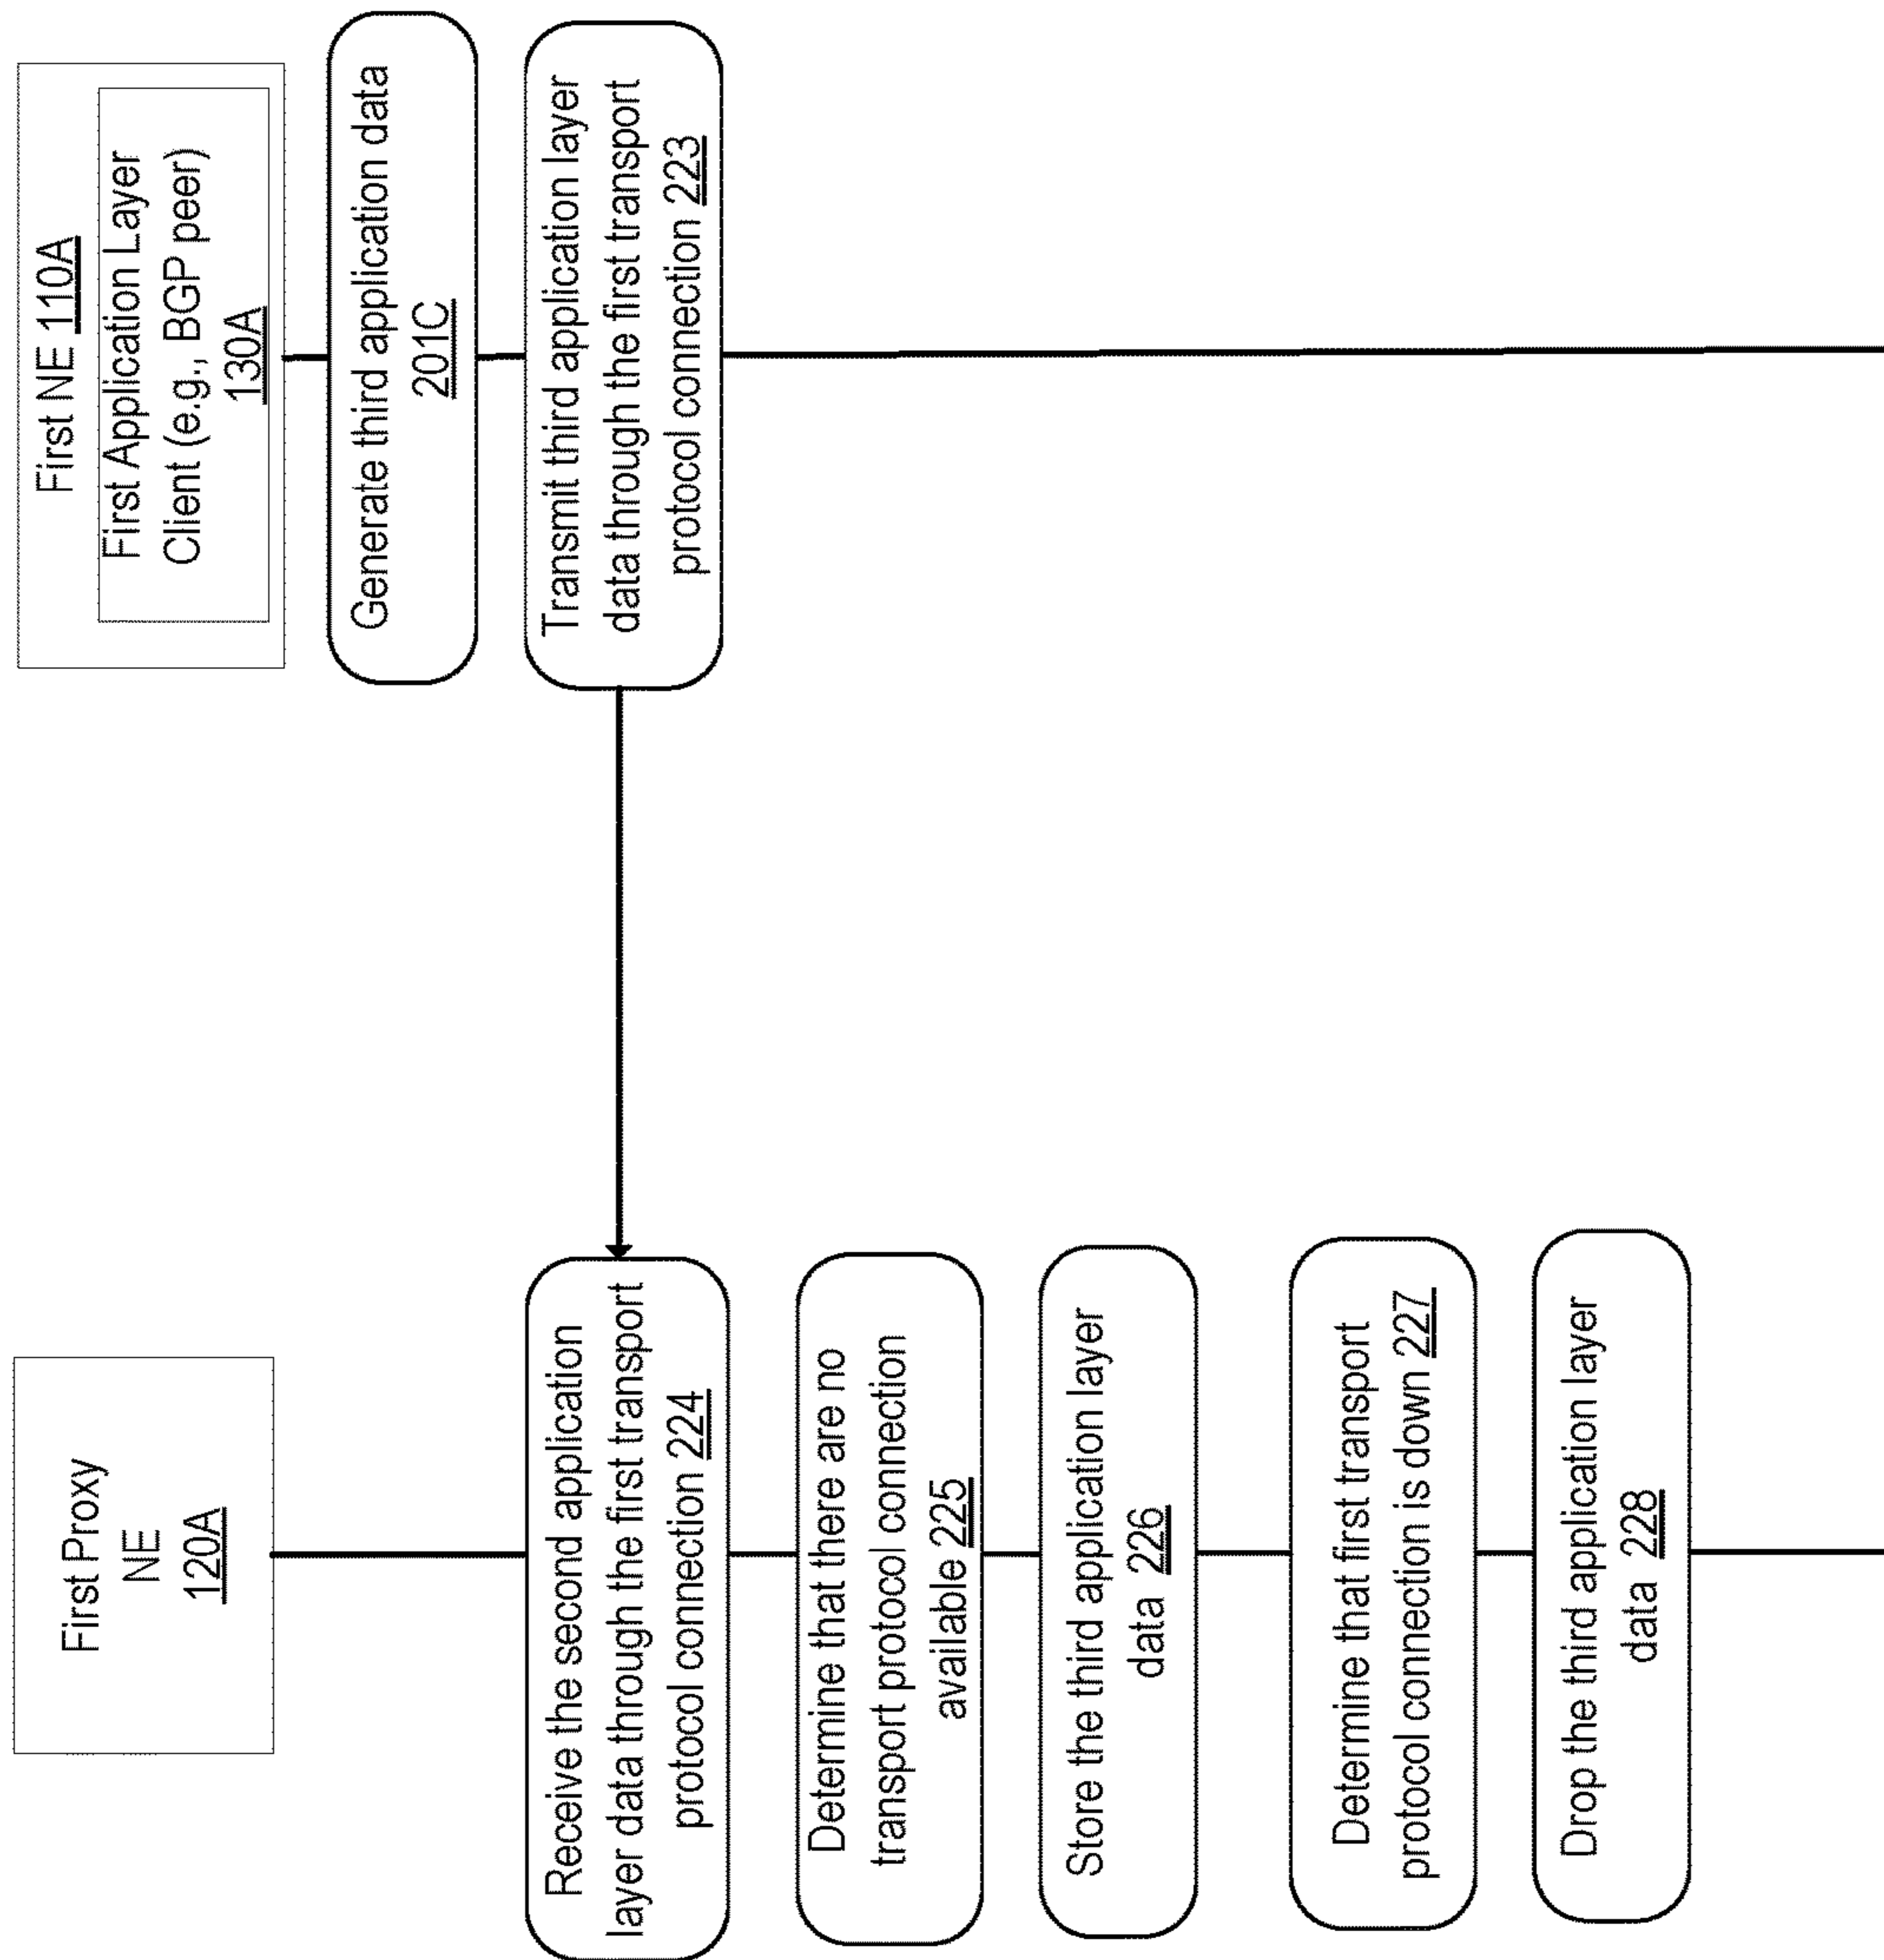 First NE 110A
First Application Layer
Client (e.g., BGP peer)
130A
Generate third application data
201C
Transmit third application layer
data through the first transport
protocol connection 223
First Proxy
NE
120A
Receive the second application
layer data through the first transport
protocol connection 224
Determine that there are no
transport protocol connection
available 225
Store the third application layer
data 226
Determine that first transport
protocol connection is down 227
Drop the third application layer
data 228